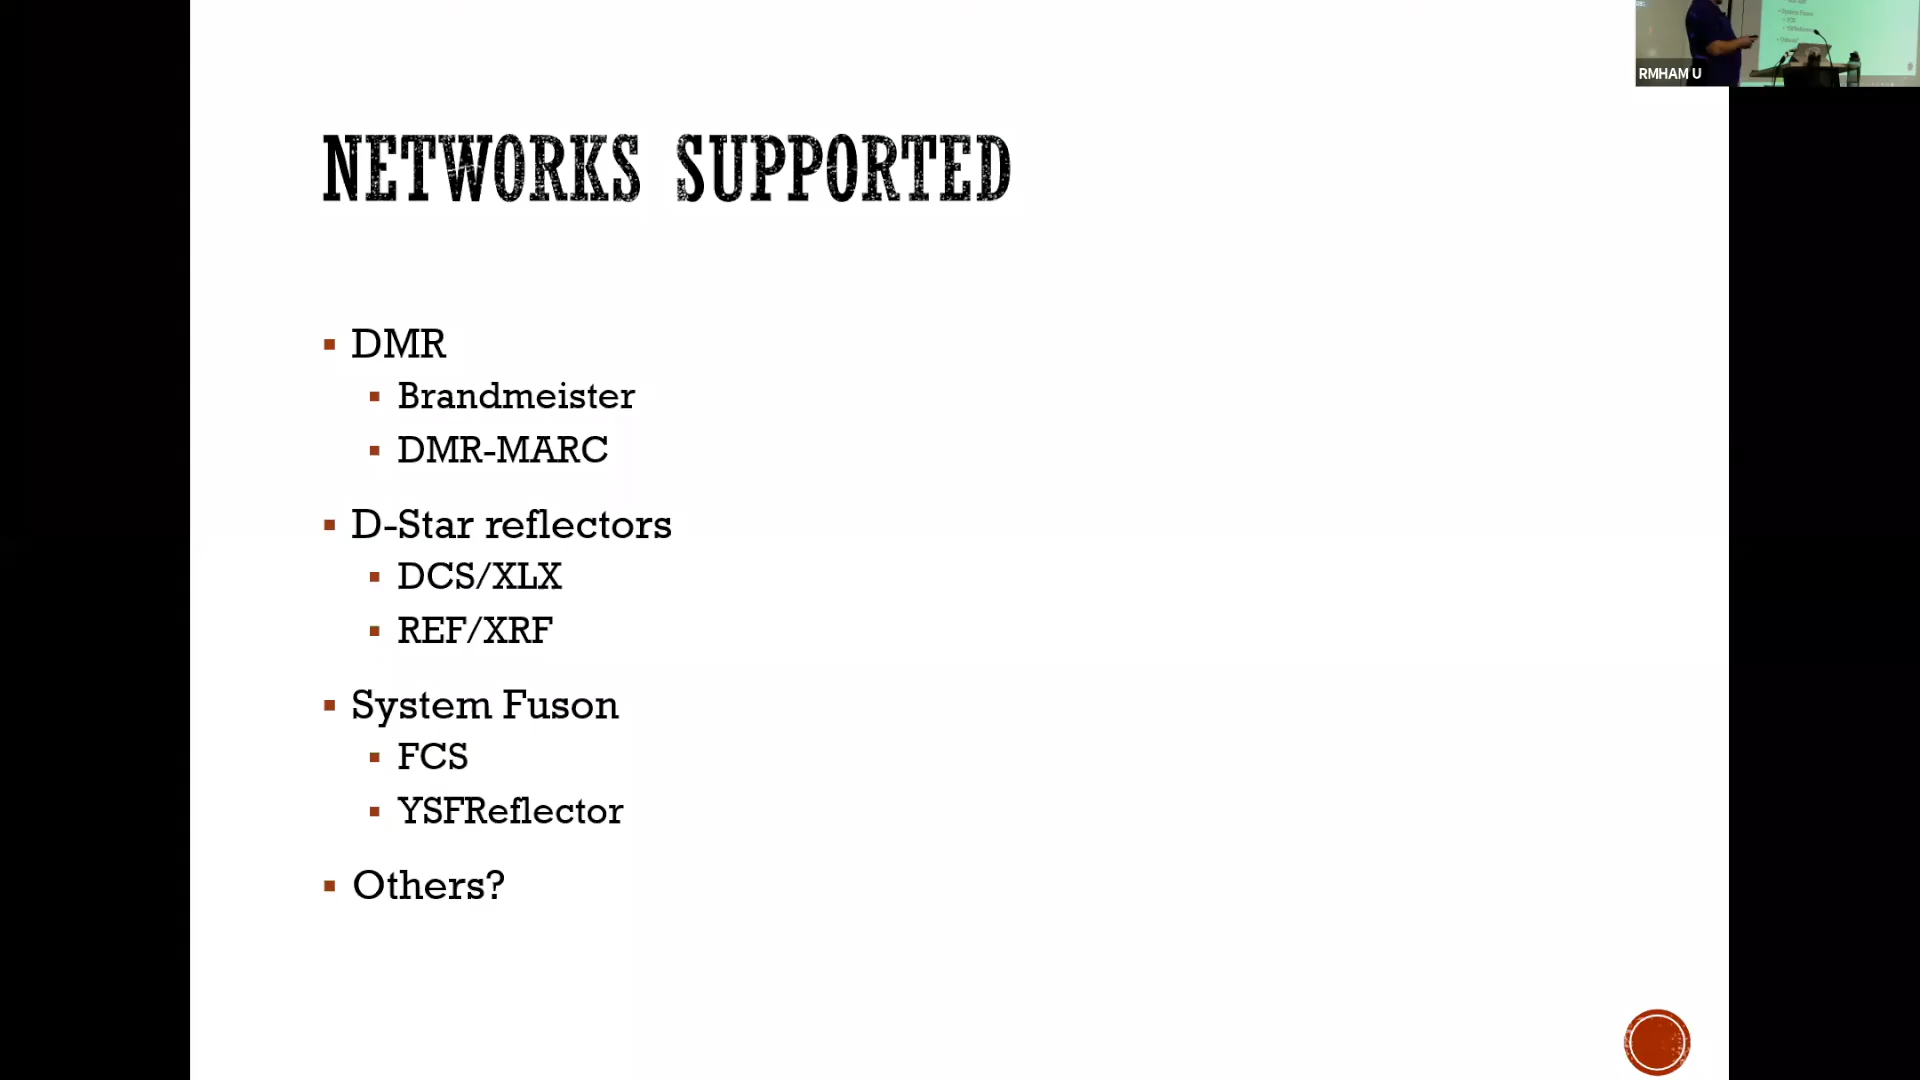 RMHAM U
NETWORKS SUPPORTED
DMR
Brandmeister
DMR-MARC
D-Star reflectors
DCS/XLX
REF/XRF
System Fuson
FCS
YSFReflector
Others?